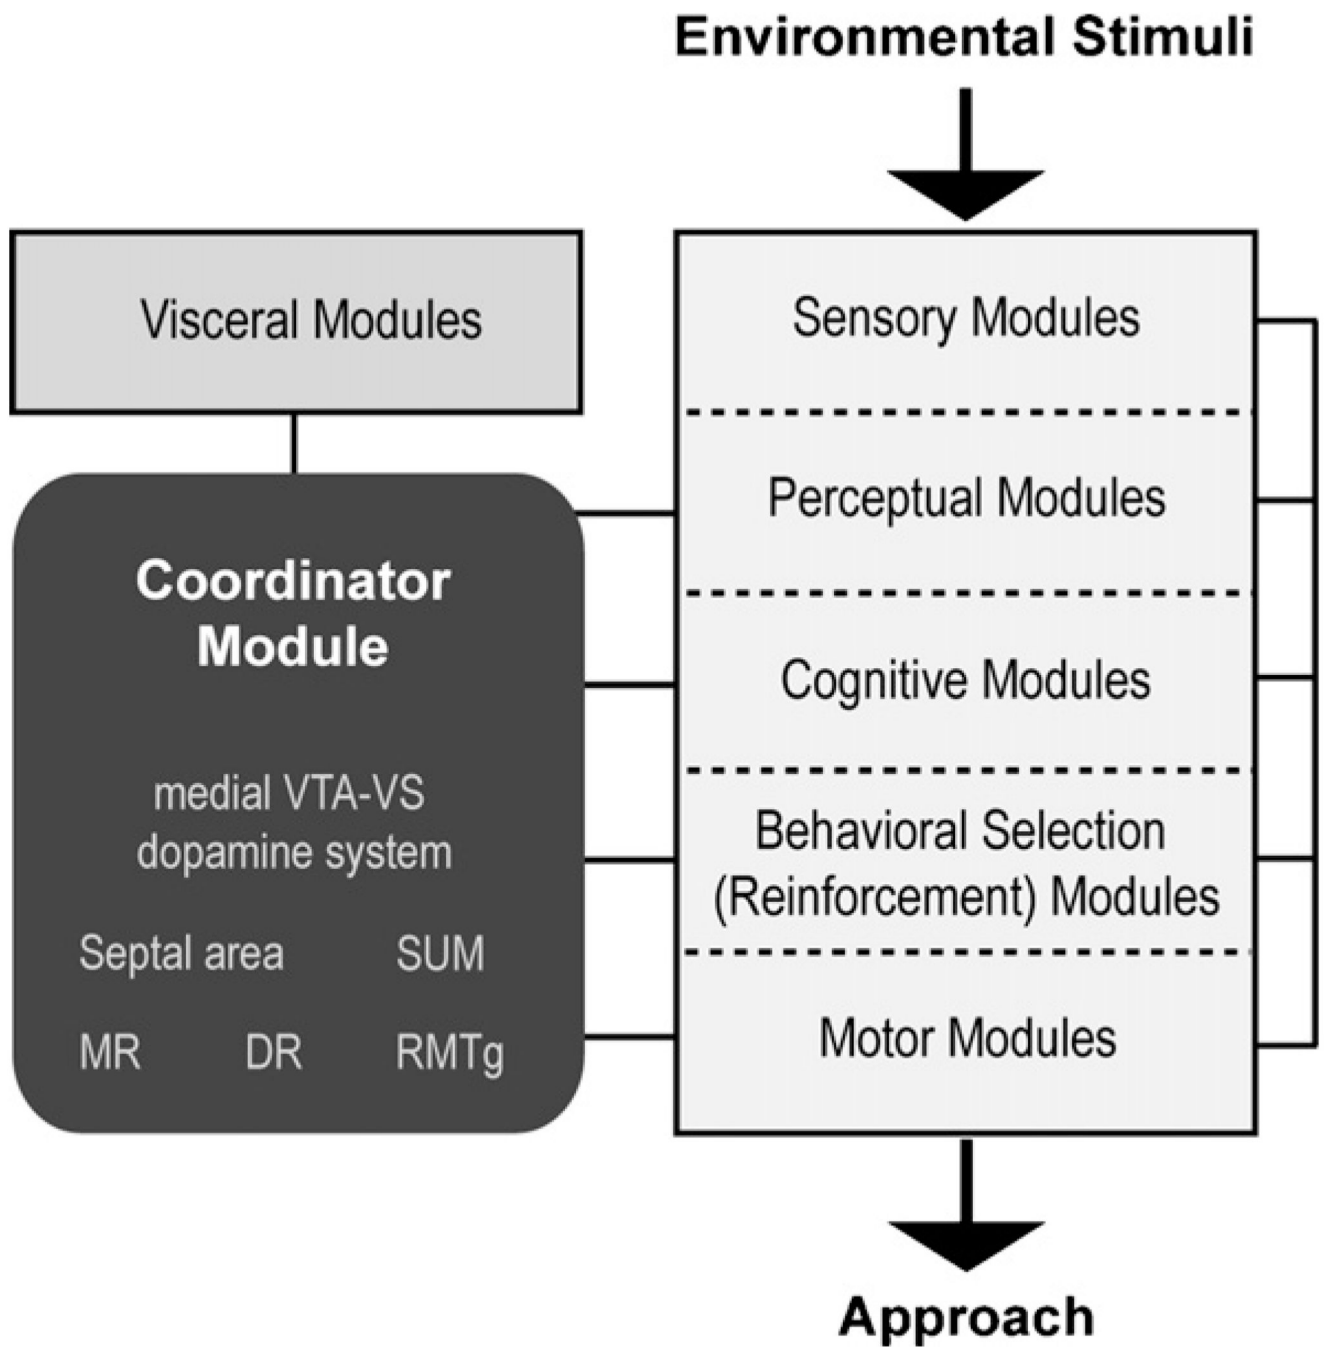 Environmental Stimuli
Visceral Modules
Sensory Modules
Perceptual Modules
Coordinator
Module
Cognitive Modules
medial VTA-VS
dopamine system
Behavioral Selection
(Reinforcement) Modules
Septal area SUM
MR DR RMTg
Motor Modules
Approach